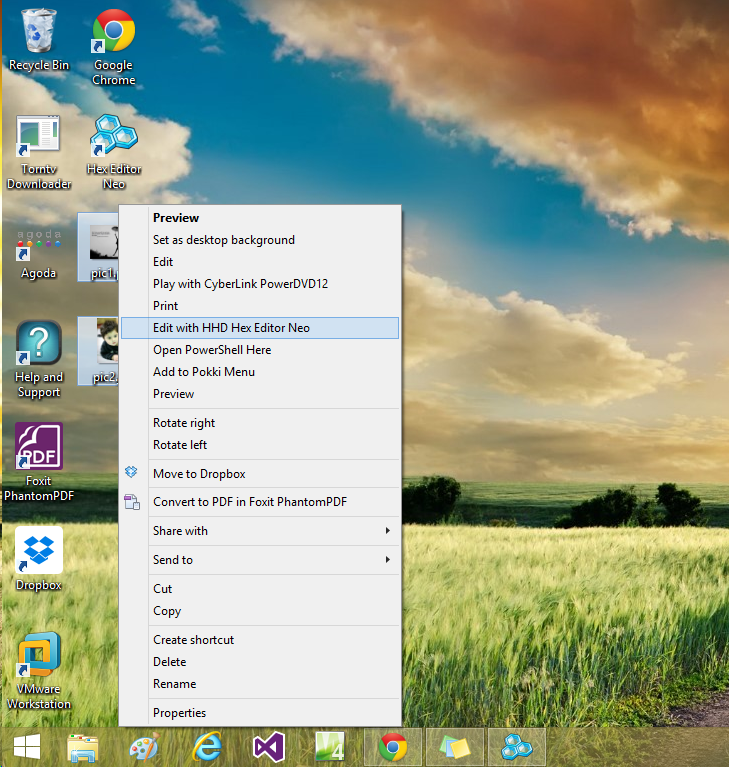 Recycle Bin
Google
Chrome
Torntv
Downloader
Hex Editor
Neo
agoda
Agoda
pic1.j
Help and
Support
pic2.
PDF
Foxit
PhantomPDF
Dropbox
VMware
Workstation
Preview
Set as desktop background
Edit
Play with CyberLink PowerDVD12
Print
Edit with HHD Hex Editor Neo
Open PowerShell Here
Add to Pokki Menu
Preview
Rotate right
Rotate left
Move to Dropbox
Convert to PDF in Foxit PhantomPDF
Share with
Send to
Cut
Copy
Create shortcut
Delete
Rename
Properties
4